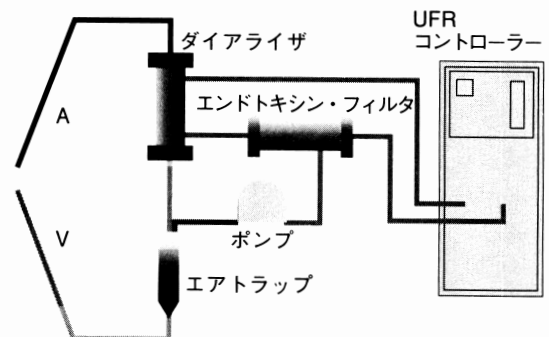 UFR
コントローラー
ダイアライザ
エンドトキシン・フィルタ
A
V
ポンプ
エアトラップ